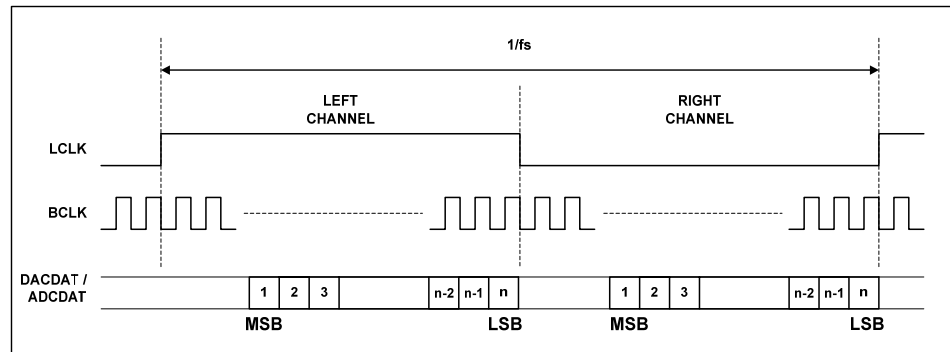 1/fs
LEFT
CHANNEL
RIGHT
CHANNEL
LCLK
BCLK
DACDAT /
ADCDAT
1 2 3 n-2 n-1 n 1 2 3 n-2 n-1 n
MSB LSB MSB LSB